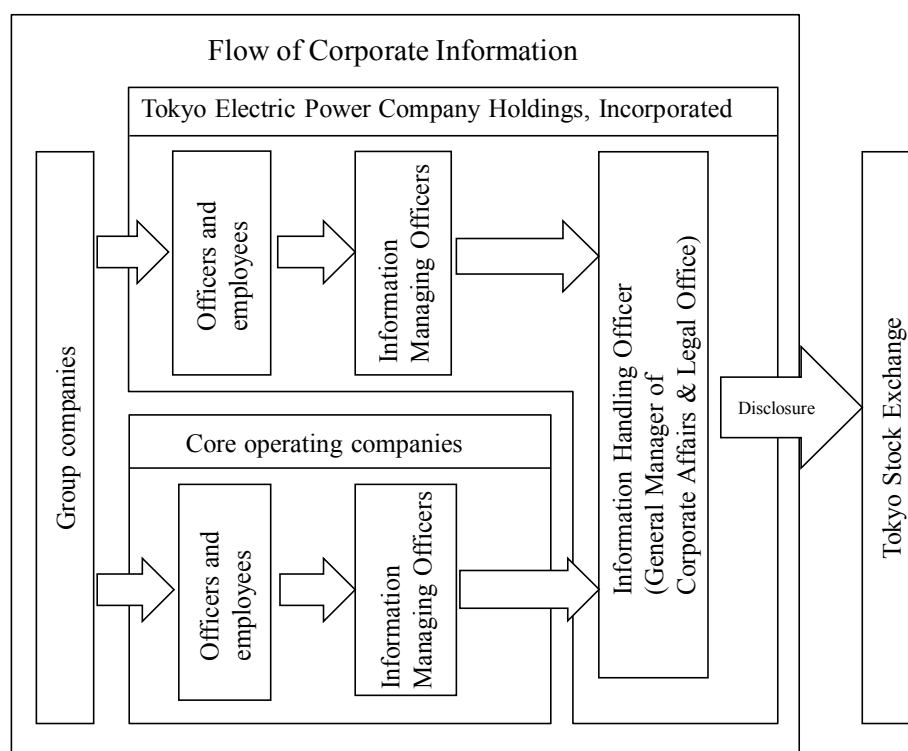 Flow of Corporate Information
Tokyo Electric Power Company Holdings, Incorporated
Group companies
Officers and
employees
Information
Managing Officers
Information Handling Officer
(General Manager of
Corporate Affairs & Legal Office)
Disclosure
Tokyo Stock Exchange
Core operating companies
Officers and
employees
Information
Managing Officers